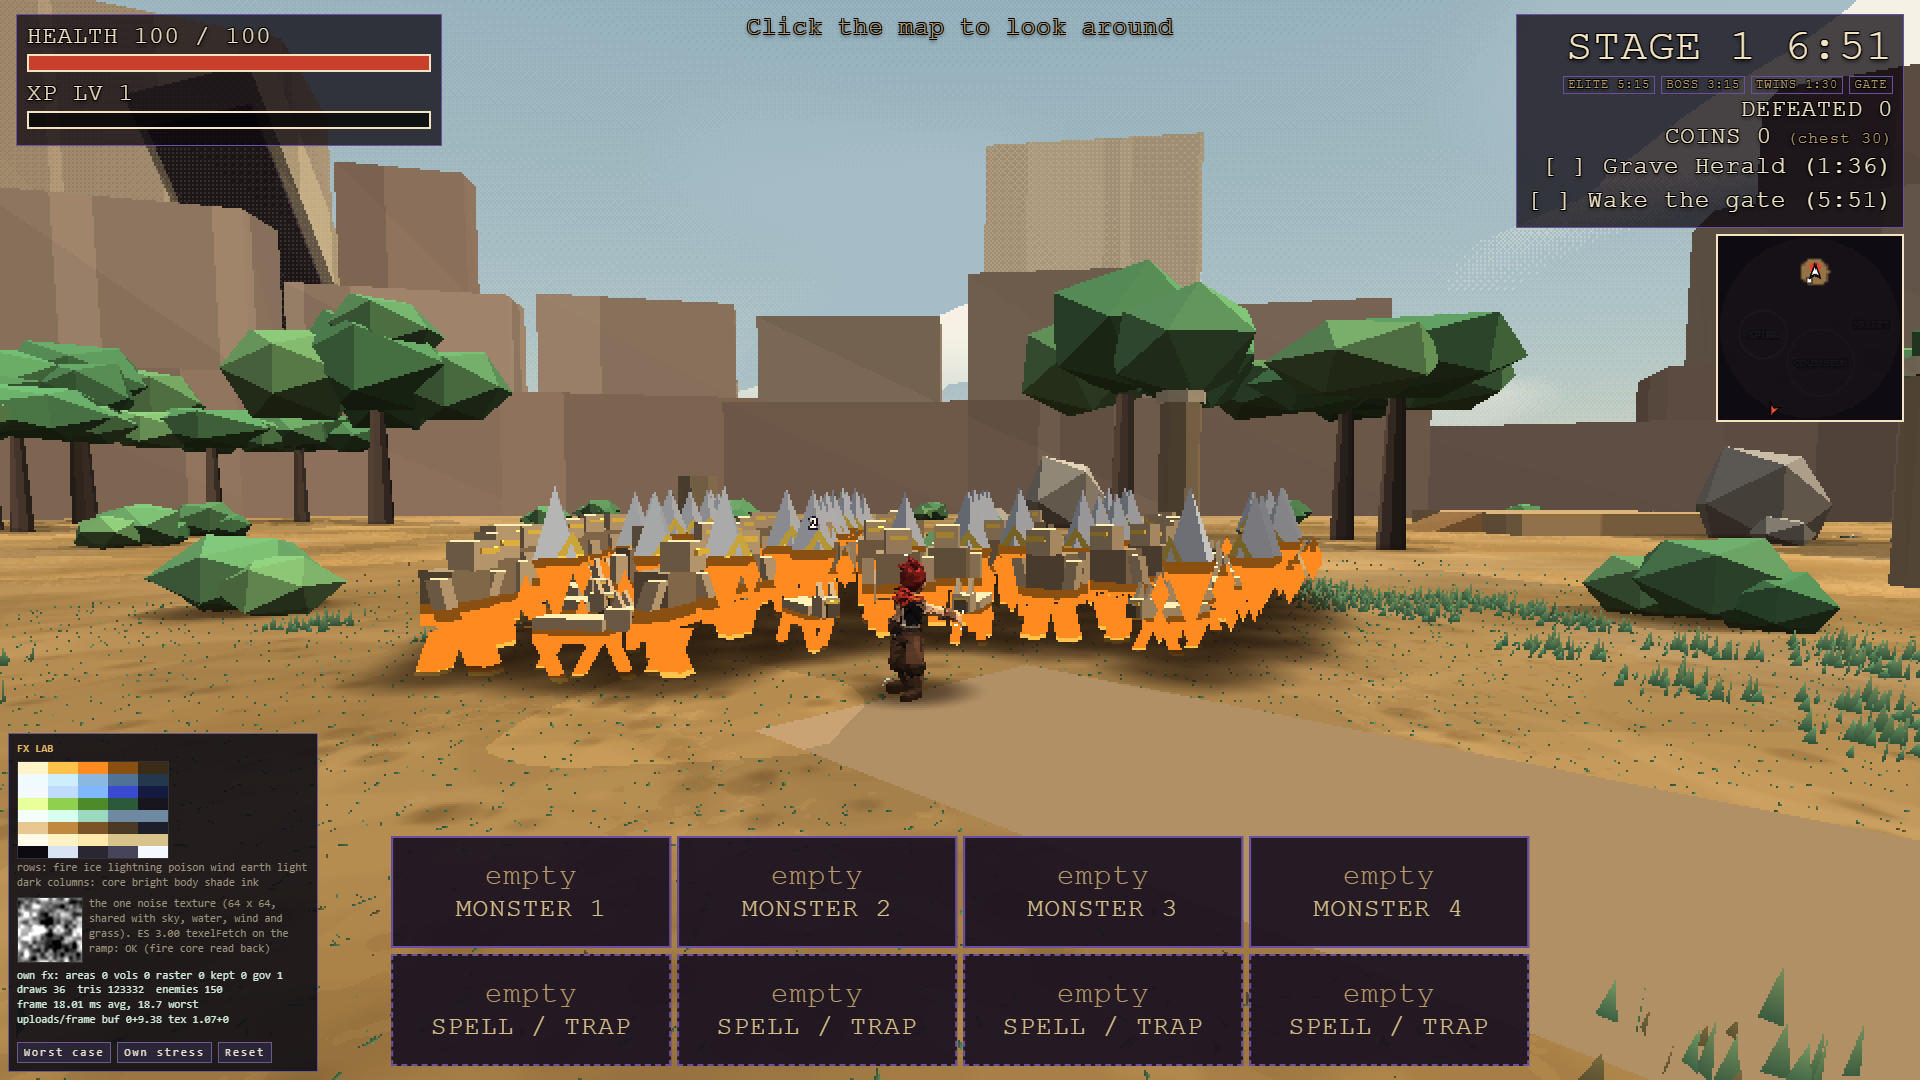 HEALTH 100 / 100
XP LV 1
Click the map to look around
STAGE 1 6:51
ELITE 5:15 BOSS 3:15 TWINS 1:30 GATE
DEFEATED 0
COINS 0 (chest 30)
[ ] Grave Herald (1:36)
[ ] Wake the gate (5:51)
FX LAB
rows: fire ice lightning poison wind earth light
dark columns: core bright body shade ink
the one noise texture (64 x 64,
shared with sky, water, wind and
grass). ES 3.00 texelFetch on the
ramp: OK (fire core read back)
own fx: areas 0 vols 0 raster 0 kept 0 gov 1
draws 36 tris 123332 enemies 150
frame 18.01 ms avg, 18.7 worst
uploads/frame buf 0+9.38 tex 1.07+0
Worst case Own stress Reset
empty
MONSTER 1
empty
MONSTER 2
empty
MONSTER 3
empty
MONSTER 4
empty
SPELL / TRAP
empty
SPELL / TRAP
empty
SPELL / TRAP
empty
SPELL / TRAP